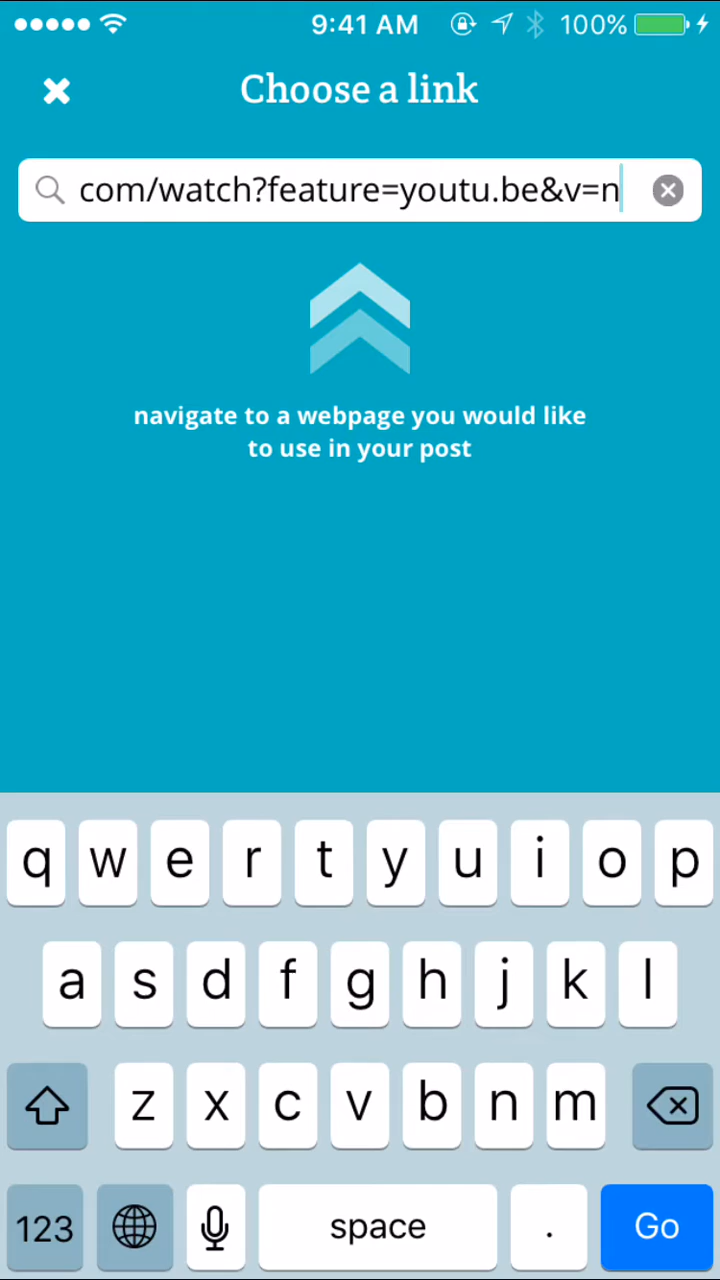 9:41 AM 100%
Choose a link
com/watch?feature=youtu.be&v=n
navigate to a webpage you would like
to use in your post
q w e r t y u i o p
a s d f g h j k l
z x c v b n m
123 space . Go